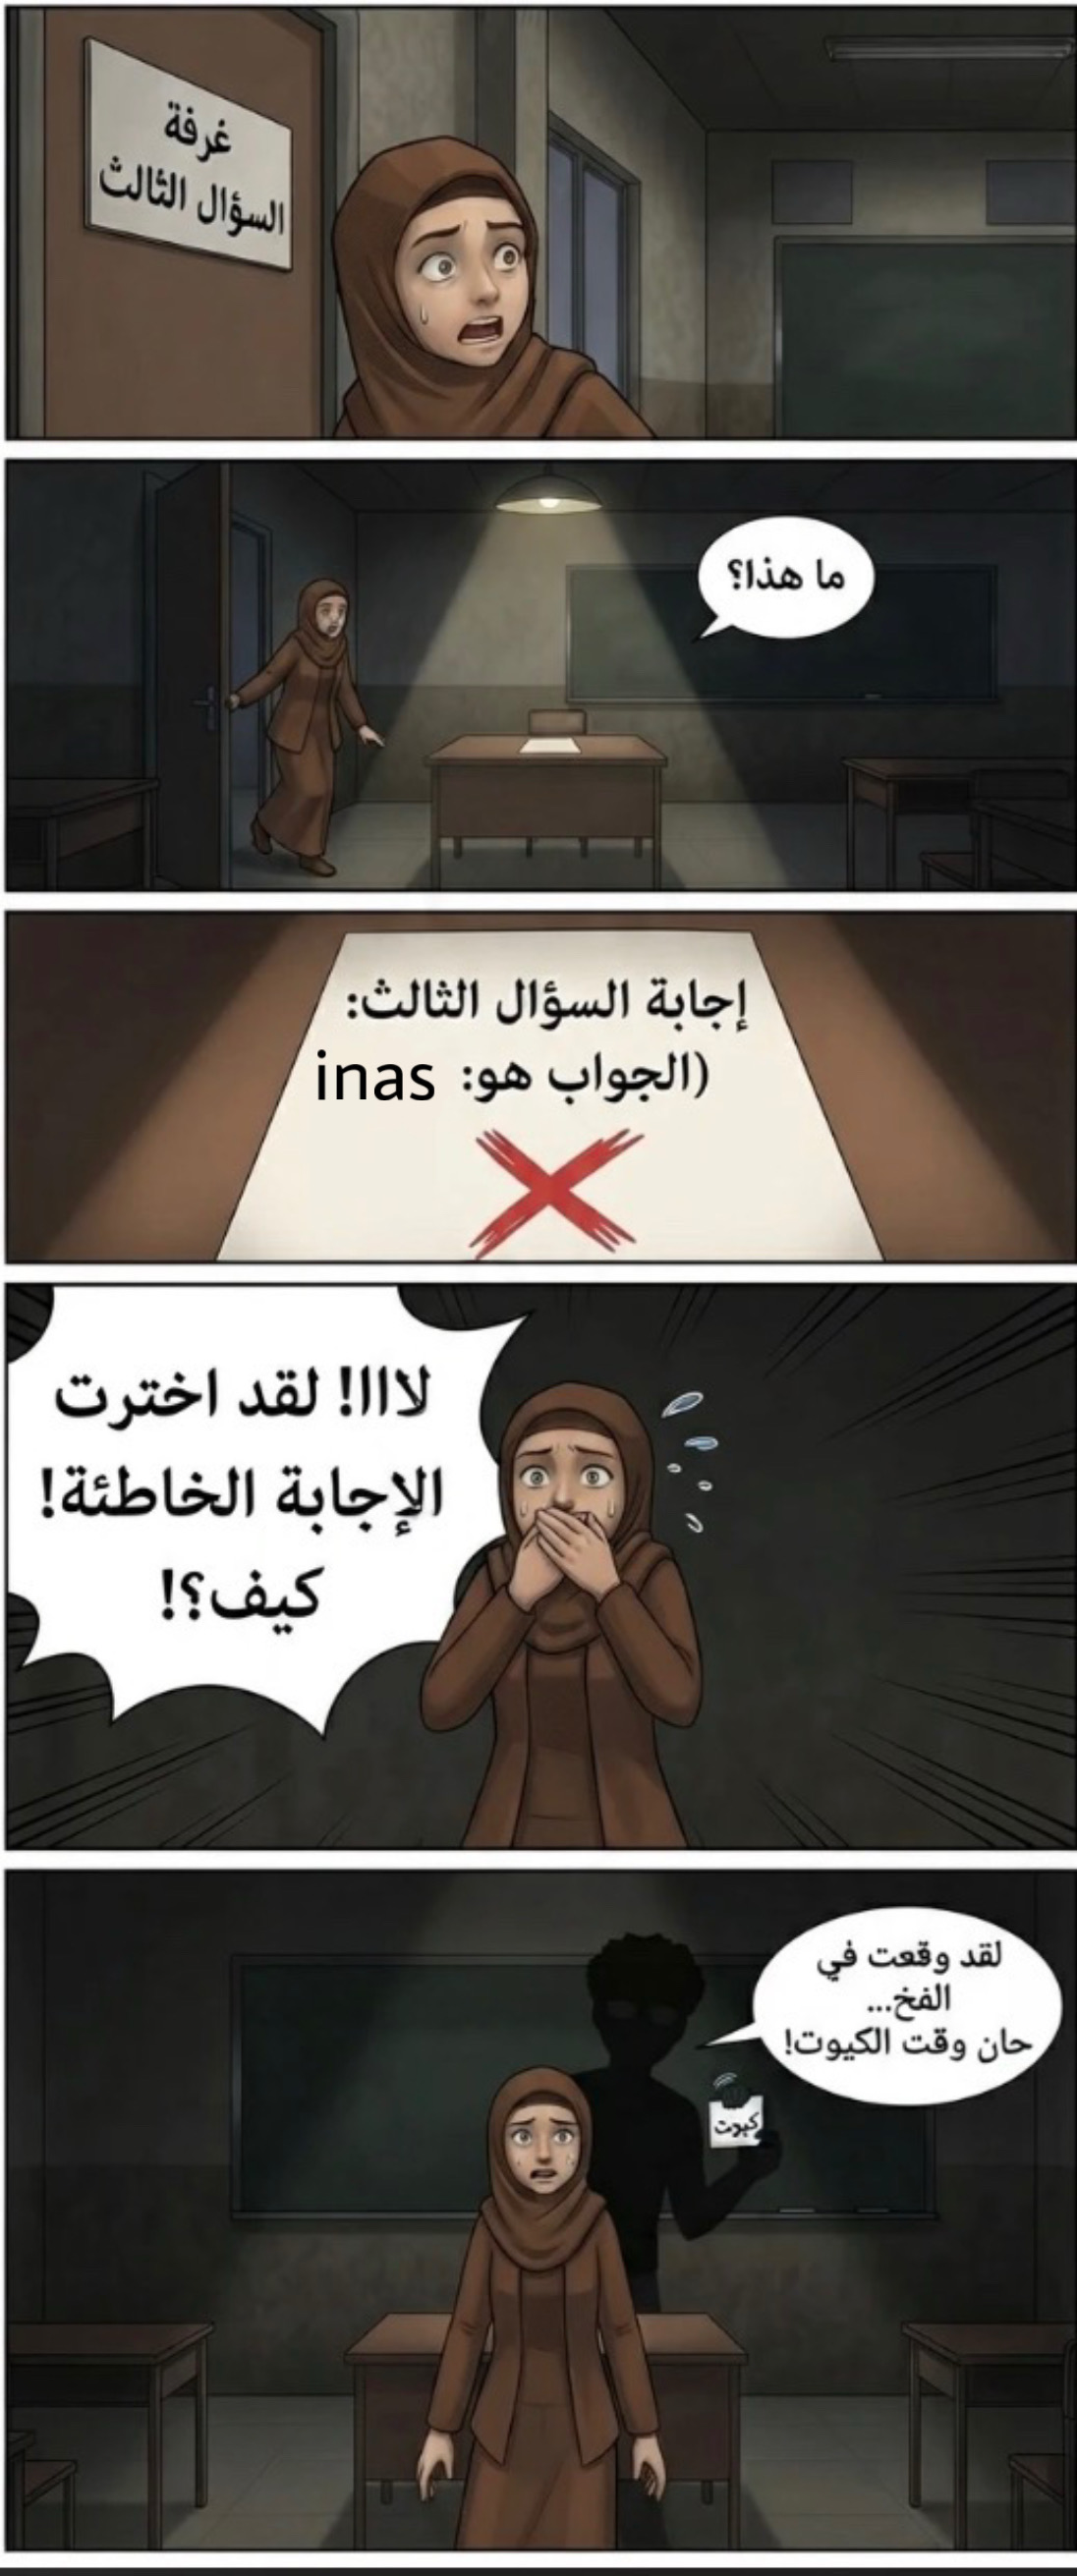 غرفة
السؤال الثالث
ما هذا؟
إجابة السؤال الثالث:
(الجواب هو: inas
لااا! لقد اخترت
الإجابة الخاطئة!
كيف؟!
لقد وقعت في
الفخ...
حان وقت الكيوت!
كيوت